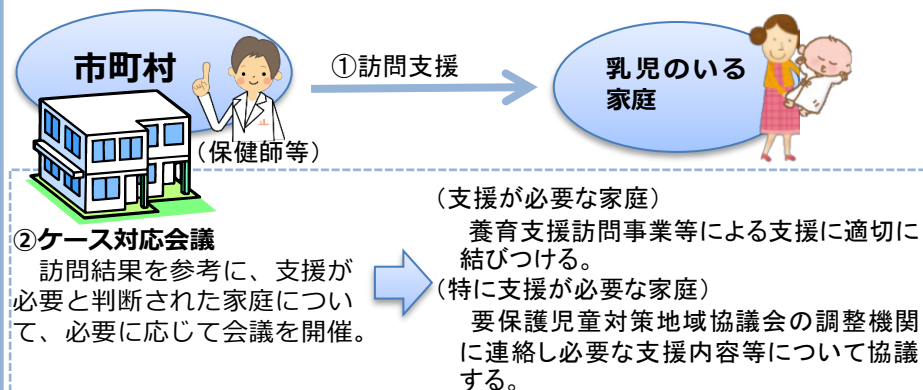 市町村
(保健師等)
①訪問支援
乳児のいる
家庭
②ケース対応会議
訪問結果を参考に、支援が
必要と判断された家庭につい
て、必要に応じて会議を開催。
(支援が必要な家庭)
養育支援訪問事業等による支援に適切に
結びつける。
(特に支援が必要な家庭)
要保護児童対策地域協議会の調整機関
に連絡し必要な支援内容等について協議
する。